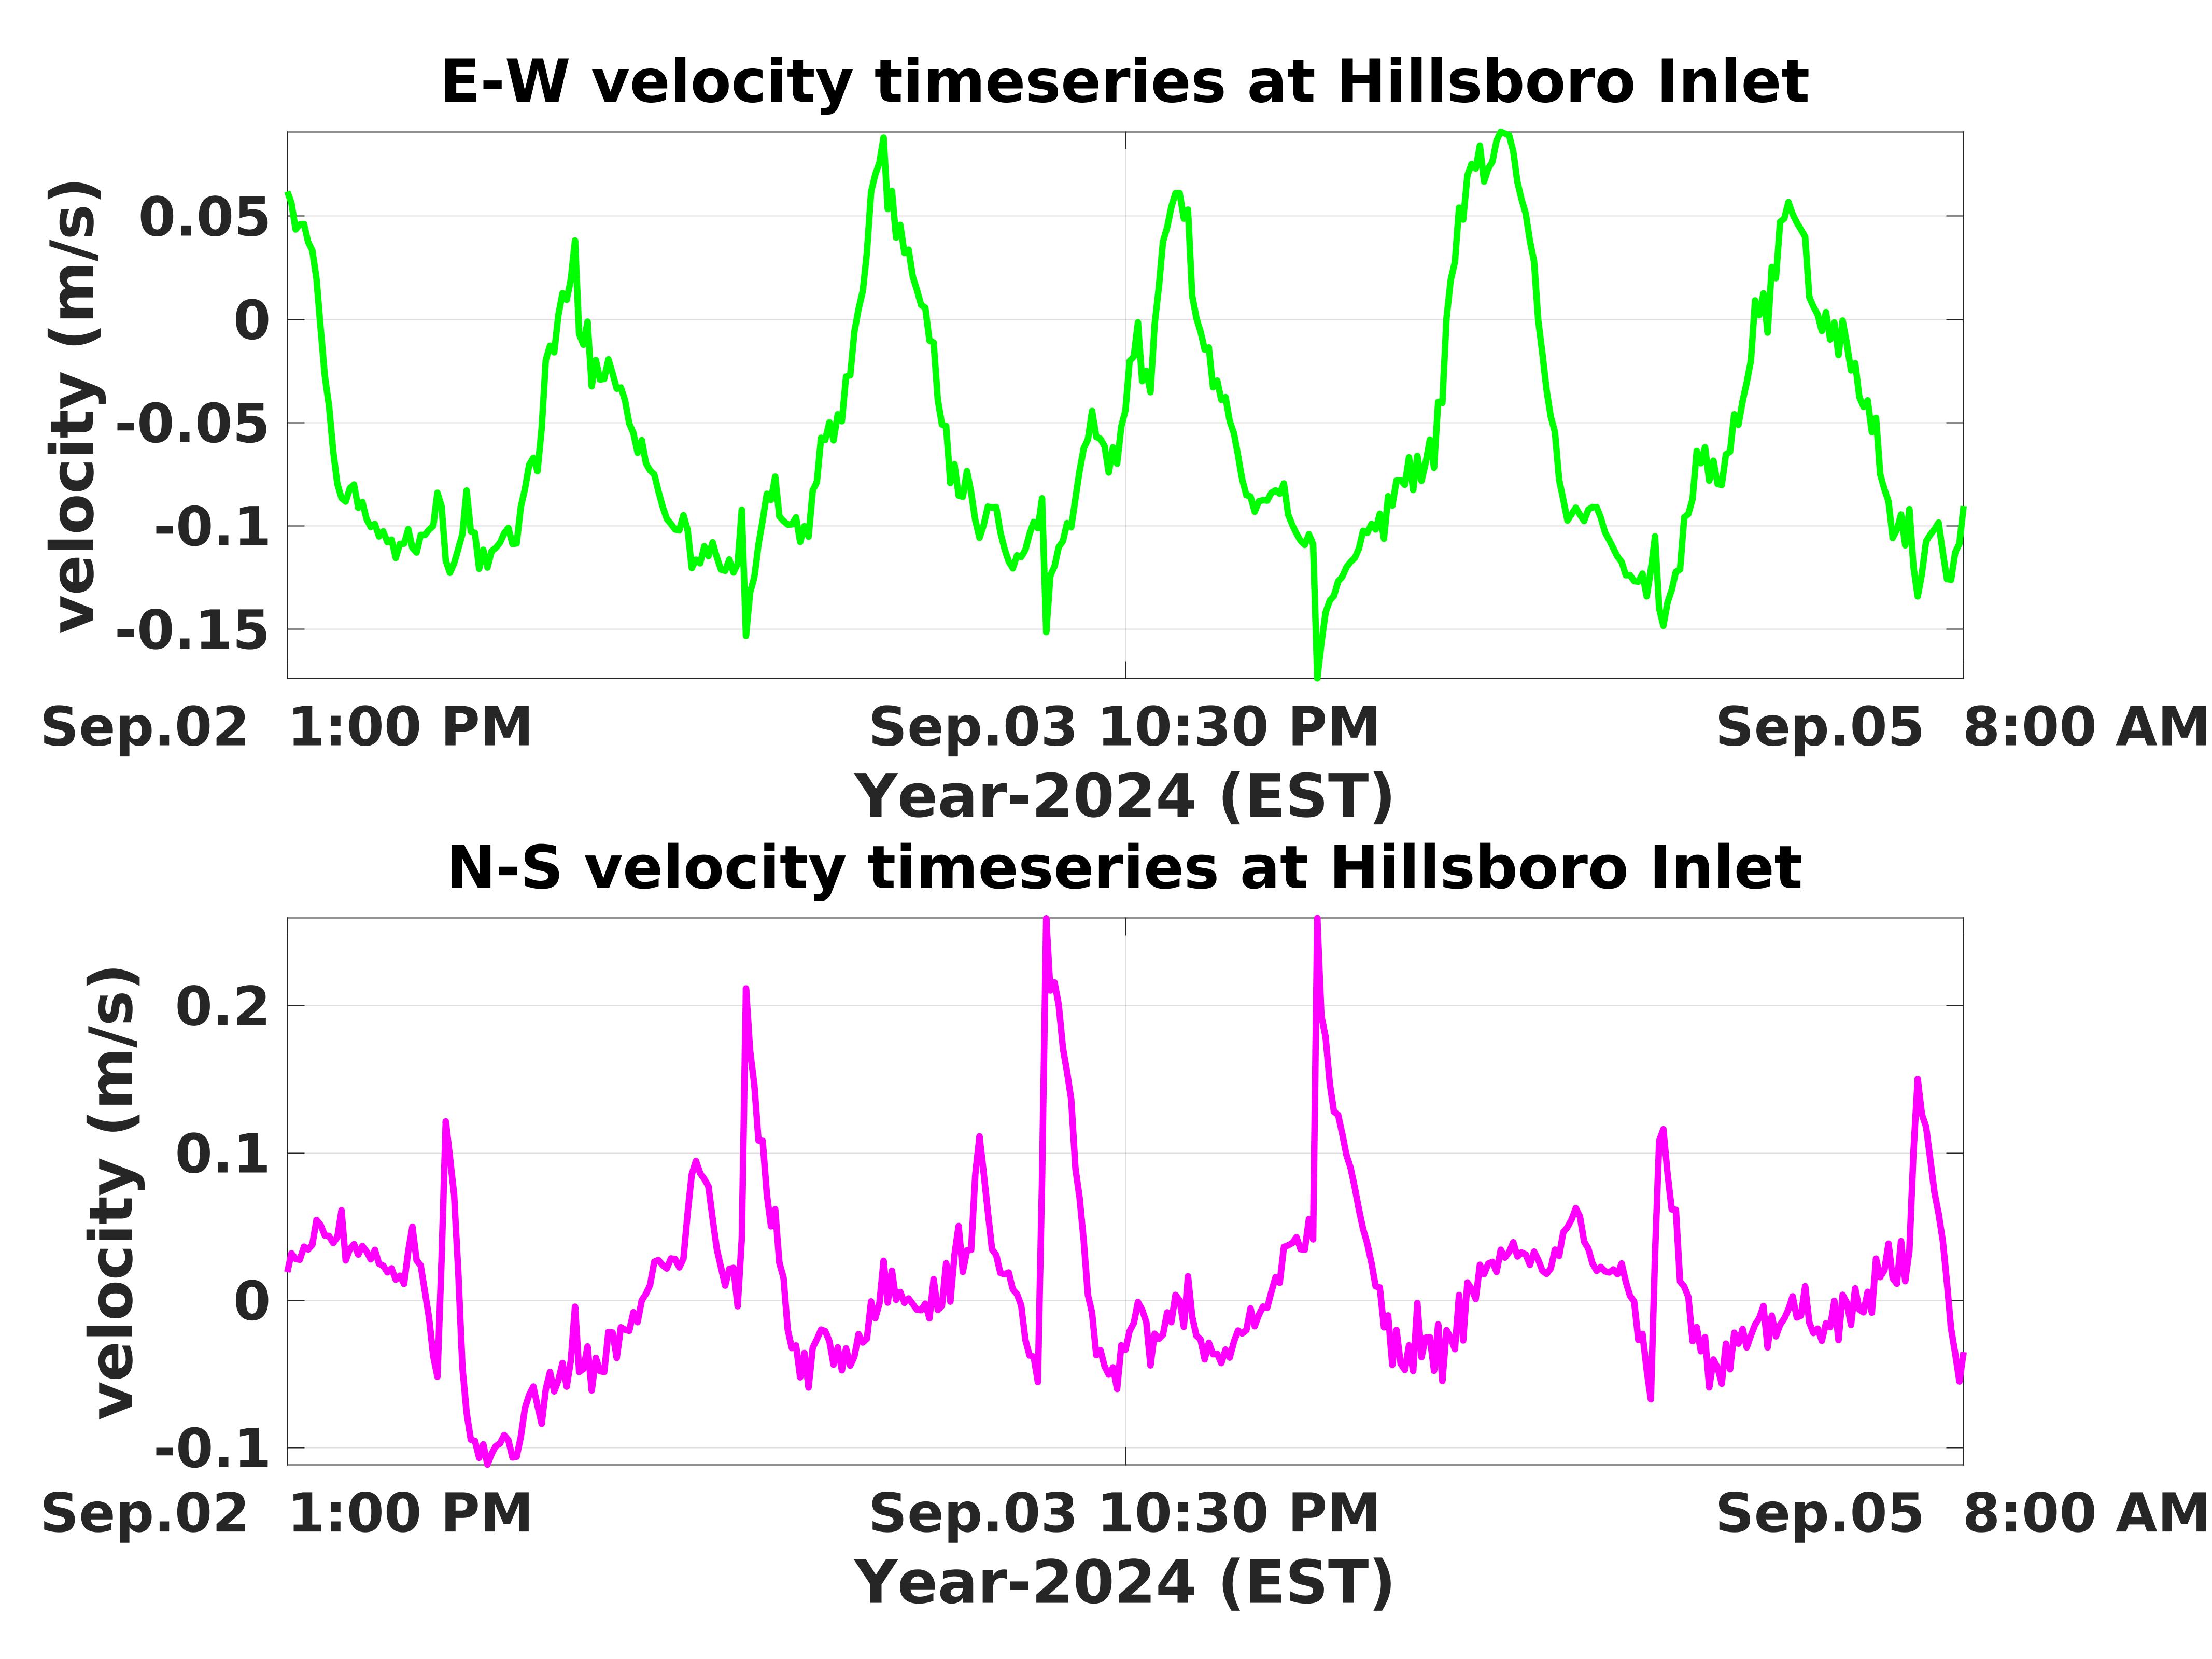 E-W velocity timeseries at Hillsboro Inlet
velocity (m/s)
0.05
0
-0.05
-0.1
-0.15
Sep.02 1:00 PM
Sep.03 10:30 PM
Sep.05 8:00 AM
Year-2024 (EST)
N-S velocity timeseries at Hillsboro Inlet
velocity (m/s)
0.2
0.1
0
-0.1
Sep.02 1:00 PM
Sep.03 10:30 PM
Sep.05 8:00 AM
Year-2024 (EST)